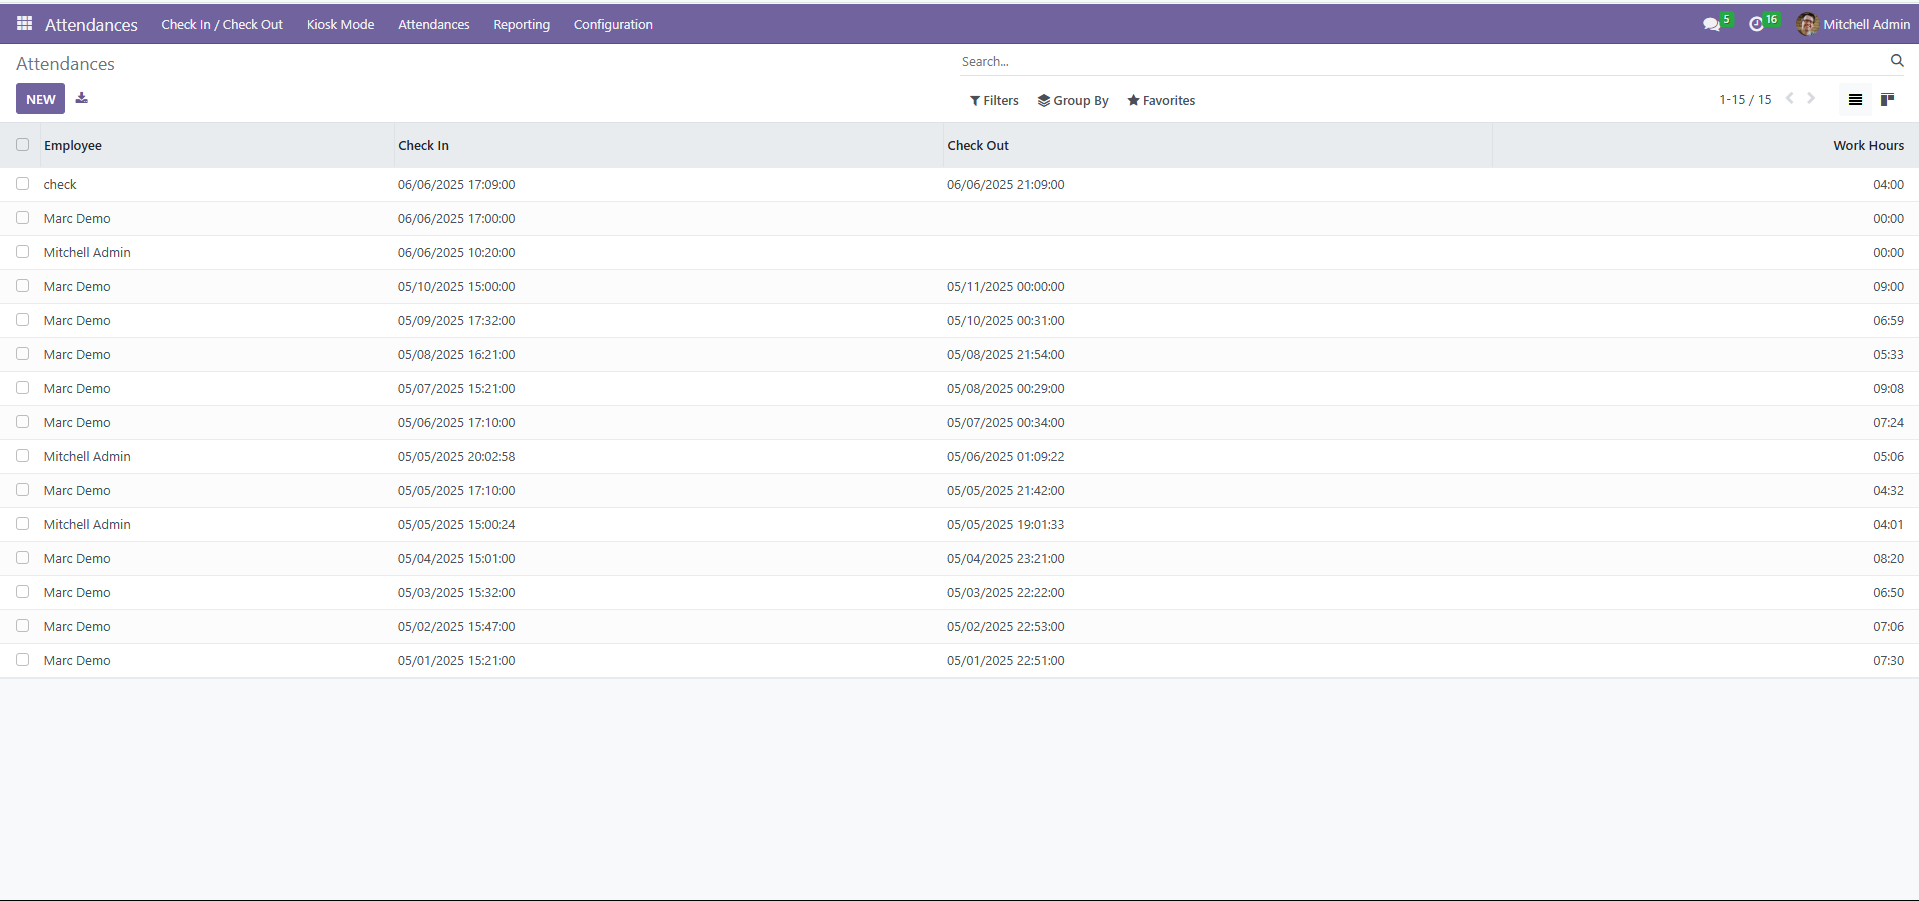 Attendances Check In / Check Out Kiosk Mode Attendances Reporting Configuration 5 16 Mitchell Admin
Attendances Search...
NEW Filters Group By Favorites 1-15 / 15
Employee Check In Check Out Work Hours
check 06/06/2025 17:09:00 06/06/2025 21:09:00 04:00
Marc Demo 06/06/2025 17:00:00 00:00
Mitchell Admin 06/06/2025 10:20:00 00:00
Marc Demo 05/10/2025 15:00:00 05/11/2025 00:00:00 09:00
Marc Demo 05/09/2025 17:32:00 05/10/2025 00:31:00 06:59
Marc Demo 05/08/2025 16:21:00 05/08/2025 21:54:00 05:33
Marc Demo 05/07/2025 15:21:00 05/08/2025 00:29:00 09:08
Marc Demo 05/06/2025 17:10:00 05/07/2025 00:34:00 07:24
Mitchell Admin 05/05/2025 20:02:58 05/06/2025 01:09:22 05:06
Marc Demo 05/05/2025 17:10:00 05/05/2025 21:42:00 04:32
Mitchell Admin 05/05/2025 15:00:24 05/05/2025 19:01:33 04:01
Marc Demo 05/04/2025 15:01:00 05/04/2025 23:21:00 08:20
Marc Demo 05/03/2025 15:32:00 05/03/2025 22:22:00 06:50
Marc Demo 05/02/2025 15:47:00 05/02/2025 22:53:00 07:06
Marc Demo 05/01/2025 15:21:00 05/01/2025 22:51:00 07:30